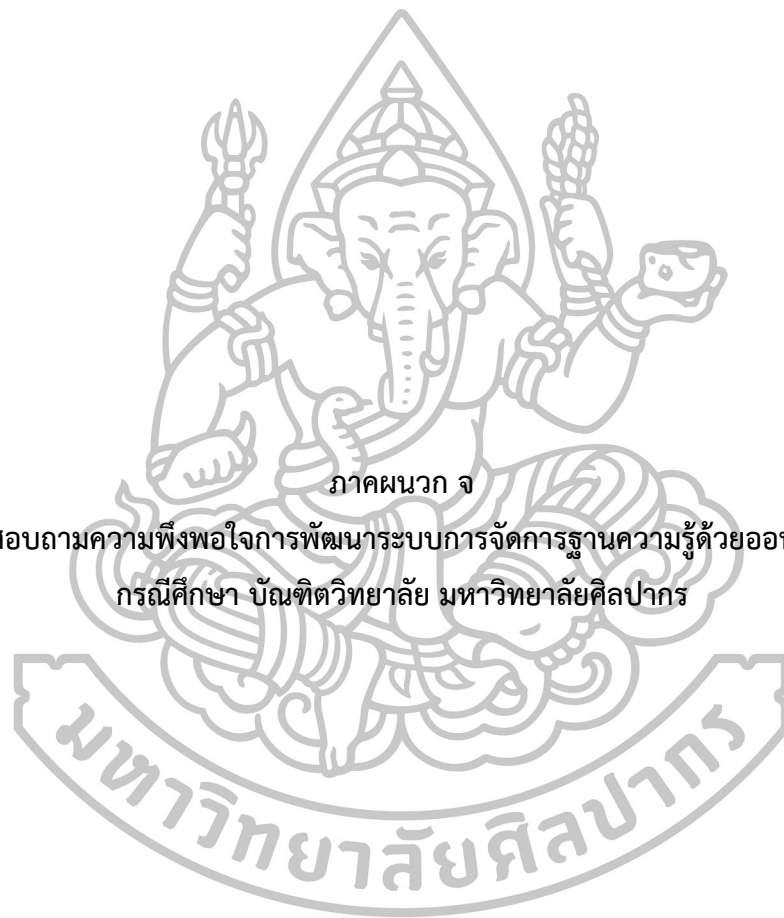 ภาคผนวก จ
สอบถามความพึงพอใจการพัฒนาระบบการจัดการฐานความรู้ด้วยออน
กรณีศึกษา บัณฑิตวิทยาลัย มหาวิทยาลัยศิลปากร
มหาวิทยาลัยศิลปากร